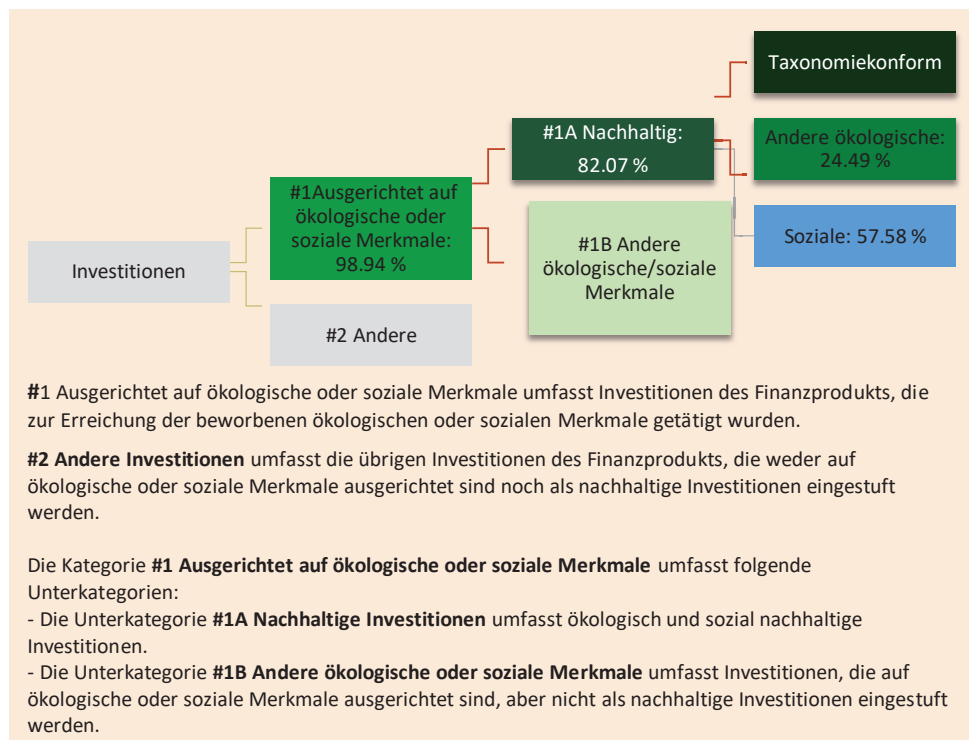 Taxonomiekonform
#1A Nachhaltig:
82.07 %
Andere ökologische:
24.49 %
#1Ausgerichtet auf
ökologische oder
soziale Merkmale:
98.94 %
#1B Andere
ökologische/soziale
Merkmale
Soziale: 57.58 %
Investitionen
#2 Andere
#1 Ausgerichtet auf ökologische oder soziale Merkmale umfasst Investitionen des Finanzprodukts, die
zur Erreichung der beworbenen ökologischen oder sozialen Merkmale getätigt wurden.
#2 Andere Investitionen umfasst die übrigen Investitionen des Finanzprodukts, die weder auf
ökologische oder soziale Merkmale ausgerichtet sind noch als nachhaltige Investitionen eingestuft
werden.
Die Kategorie #1 Ausgerichtet auf ökologische oder soziale Merkmale umfasst folgende
Unterkategorien:
- Die Unterkategorie #1A Nachhaltige Investitionen umfasst ökologisch und sozial nachhaltige
Investitionen.
- Die Unterkategorie #1B Andere ökologische oder soziale Merkmale umfasst Investitionen, die auf
ökologische oder soziale Merkmale ausgerichtet sind, aber nicht als nachhaltige Investitionen eingestuft
werden.